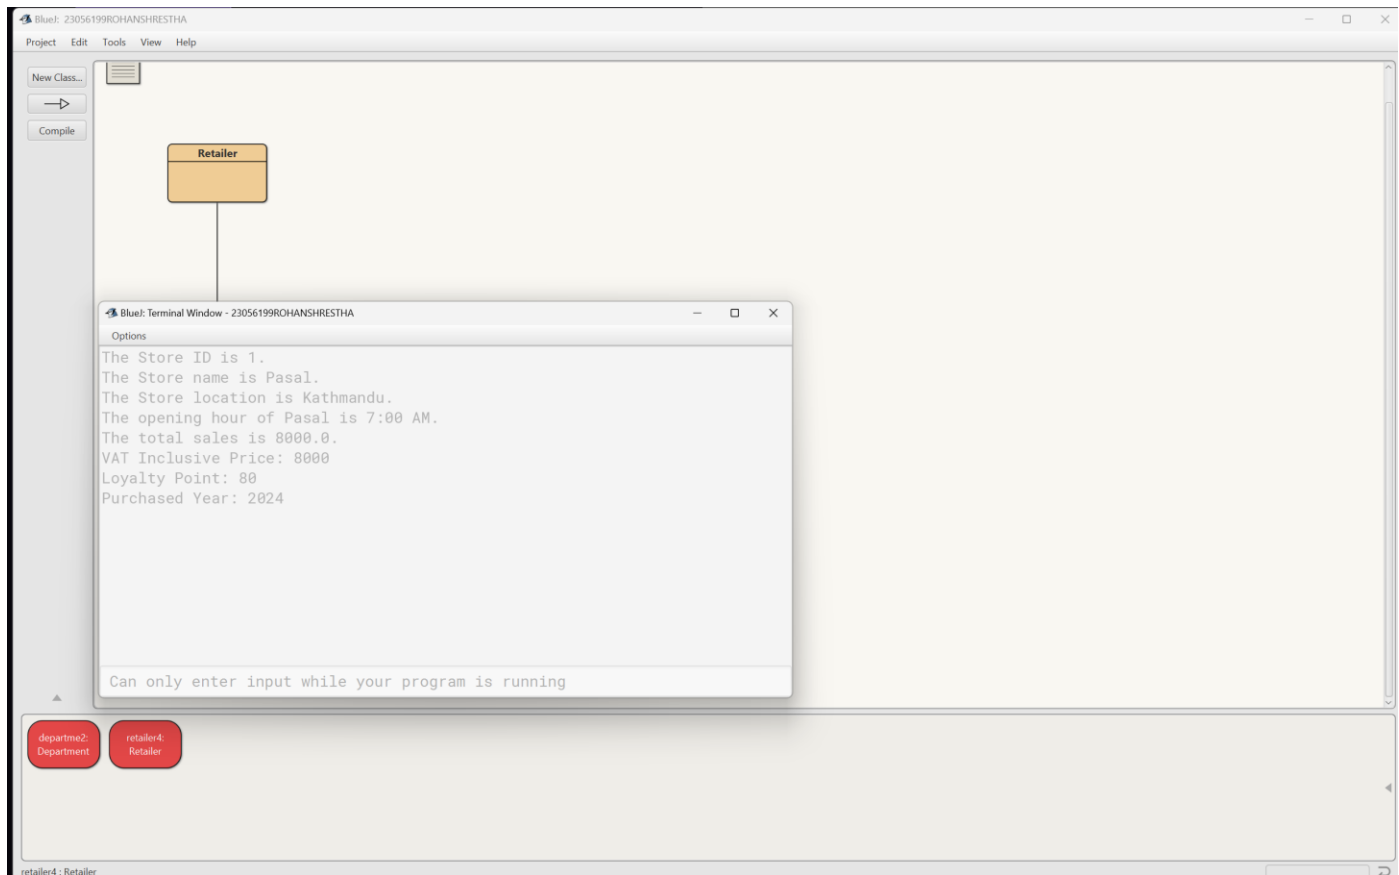 BlueJ: 23056199ROHANSHRESTHA
Project Edit Tools View Help
New Class...
Compile
Retailer
BlueJ: Terminal Window - 23056199ROHANSHRESTHA
Options
The Store ID is 1.
The Store name is Pasal.
The Store location is Kathmandu.
The opening hour of Pasal is 7:00 AM.
The total sales is 8000.0.
VAT Inclusive Price: 8000
Loyalty Point: 80
Purchased Year: 2024
Can only enter input while your program is running
departme2:
Department
retailer4:
Retailer
retailer4 : Retailer